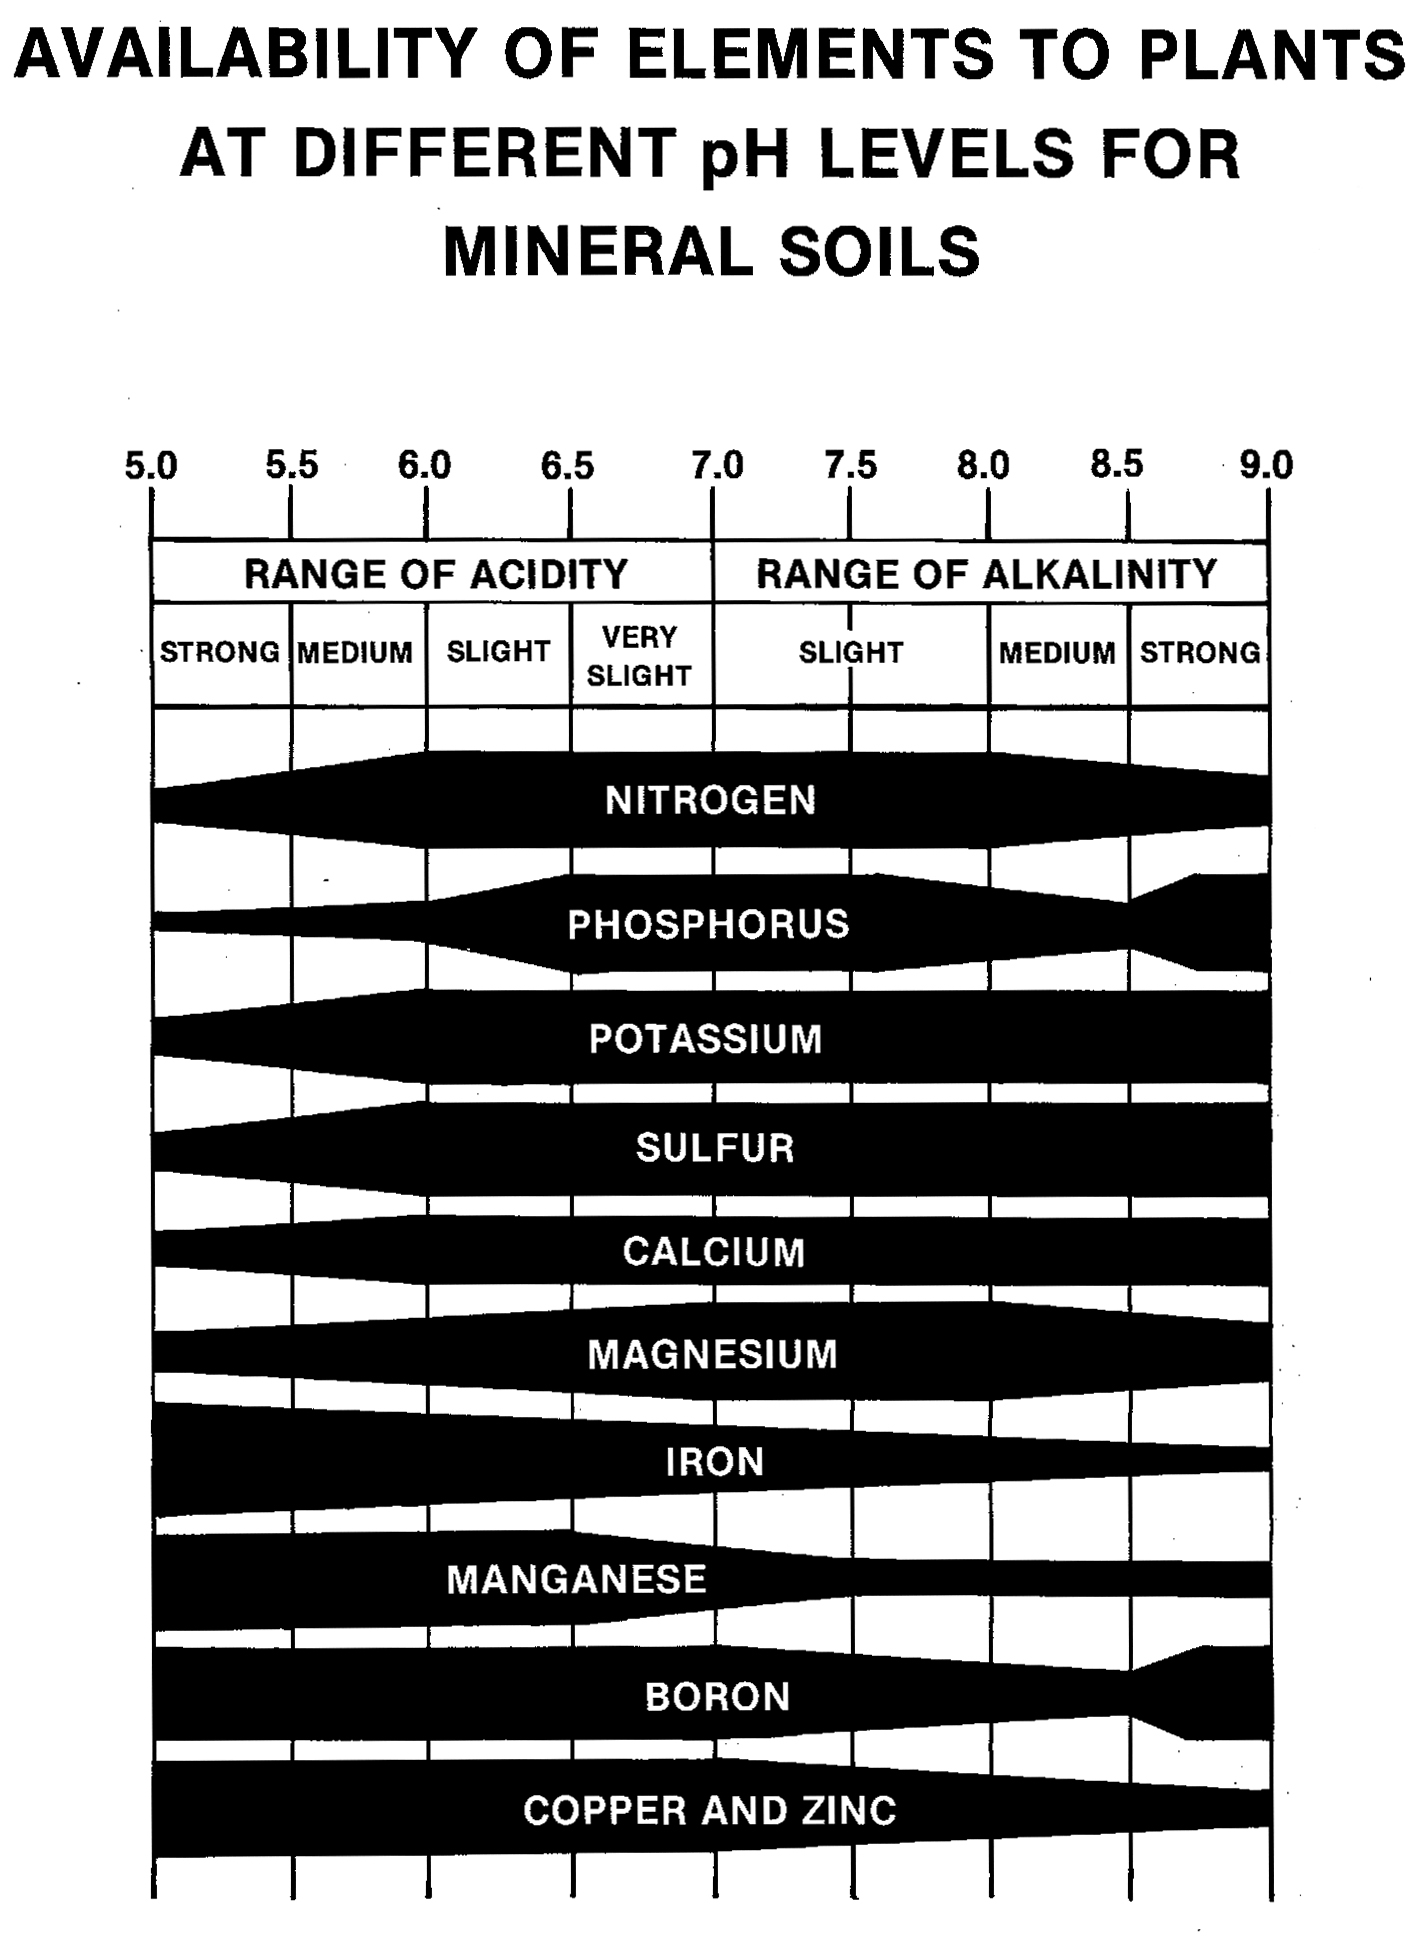 AVAILABILITY OF ELEMENTS TO PLANTS
AT DIFFERENT pH LEVELS FOR
MINERAL SOILS
5.0 5.5 6.0 6.5 7.0 7.5 8.0 8.5 9.0
RANGE OF ACIDITY RANGE OF ALKALINITY
STRONG MEDIUM SLIGHT VERY SLIGHT SLIGHT MEDIUM STRONG
NITROGEN
PHOSPHORUS
POTASSIUM
SULFUR
CALCIUM
MAGNESIUM
IRON
MANGANESE
BORON
COPPER AND ZINC